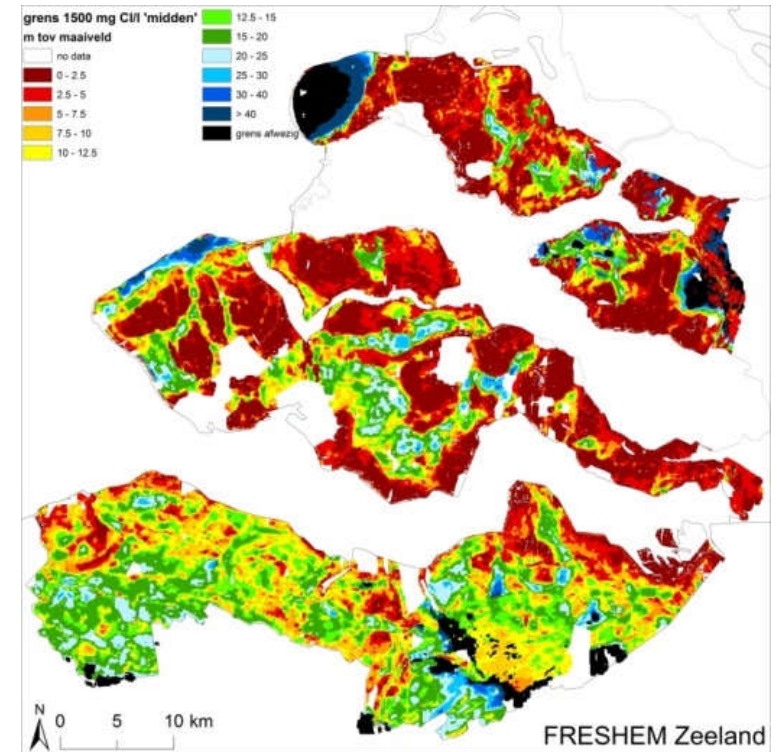 grens 1500 mg Cl/l 'midden'
m tov maaiveld
no data
0 - 2.5
2.5 - 5
5 - 7.5
7.5 - 10
10 - 12.5
12.5 - 15
15 - 20
20 - 25
25 - 30
30 - 40
> 40
grens afwezig
N
0 5 10 km
FRESHEM Zeeland